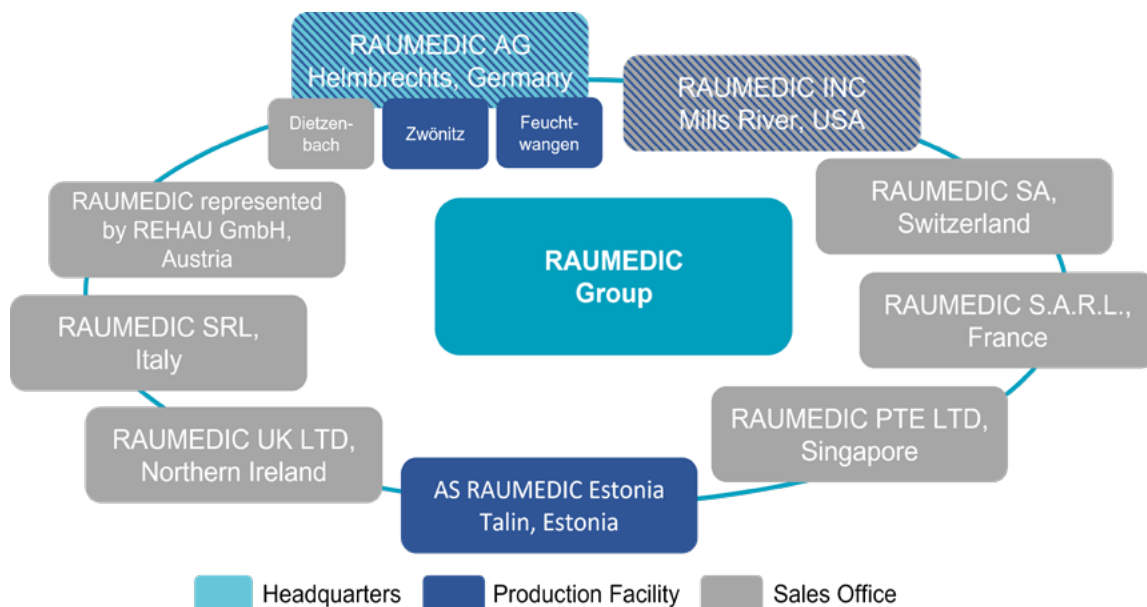 RAUMEDIC AG
Helmbrechts, Germany
RAUMEDIC INC
Mills River, USA
Dietzen-
bach
Zwönitz
Feucht-
wangen
RAUMEDIC represented
by REHAU GmbH,
Austria
RAUMEDIC SA,
Switzerland
RAUMEDIC
Group
RAUMEDIC SRL,
Italy
RAUMEDIC S.A.R.L.,
France
RAUMEDIC UK LTD,
Northern Ireland
RAUMEDIC PTE LTD,
Singapore
AS RAUMEDIC Estonia
Talin, Estonia
Headquarters
Production Facility
Sales Office